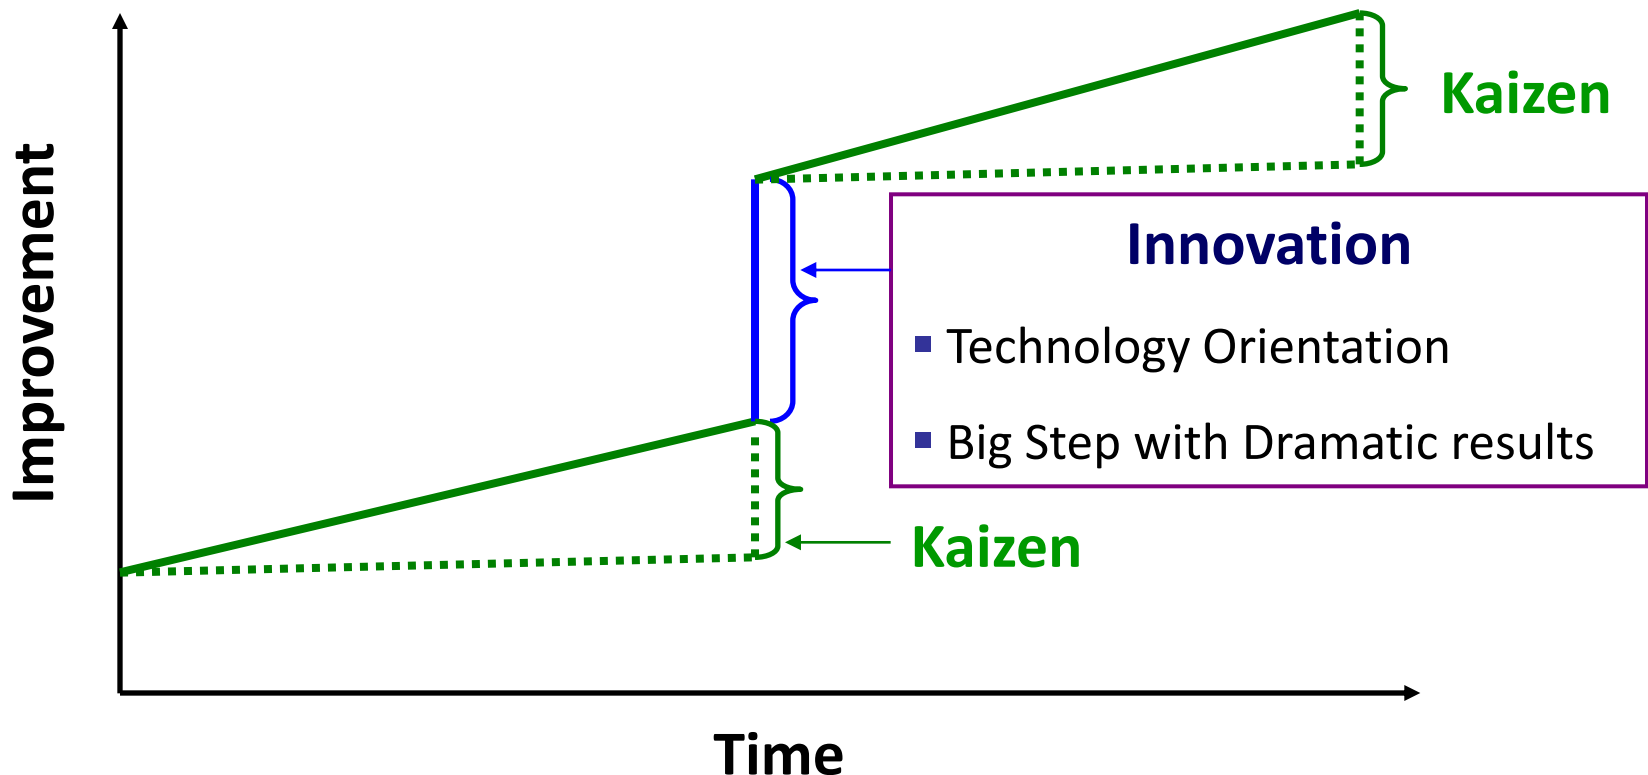 Kaizen
Improvement
Innovation
Technology Orientation
Big Step with Dramatic results
Kaizen
Time